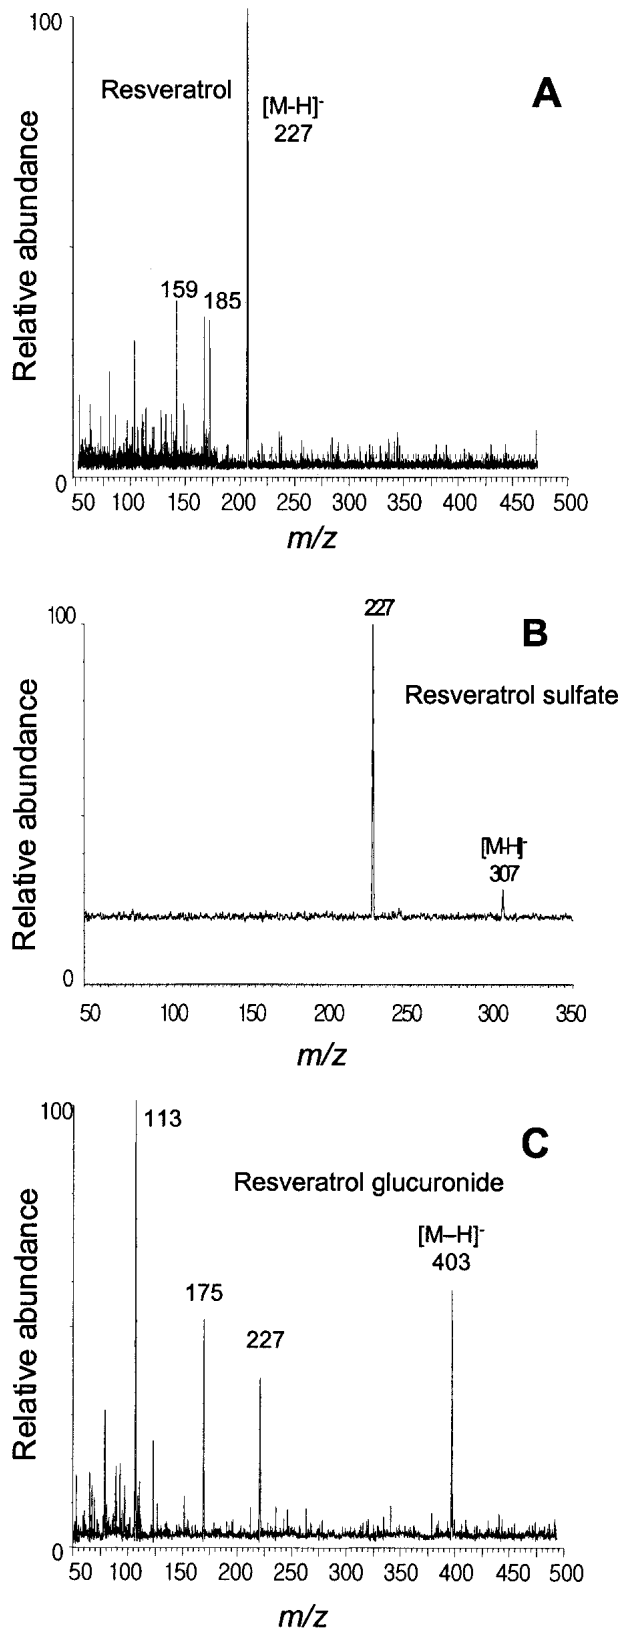 100
Resveratrol
A
[M-H]-
227
159
185
Relative abundance
0
50 100 150 200 250 300 350 400 450 500
m/z
100
227
B
Resveratrol sulfate
Relative abundance
[M-H]-
307
0
50 100 150 200 250 300 350
m/z
100
113
C
Resveratrol glucuronide
[M–H]-
403
175
227
Relative abundance
0
50 100 150 200 250 300 350 400 450 500
m/z